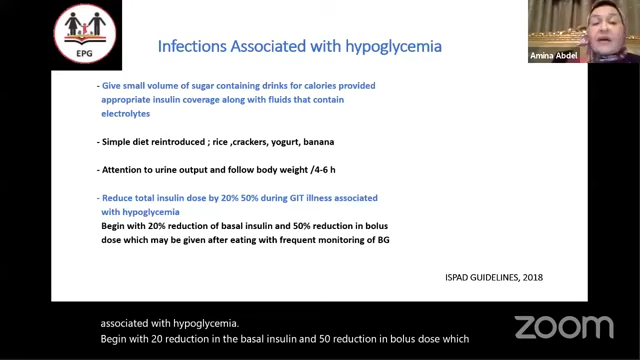 EPG
Infections Associated with hypoglycemia
Amina Abdel
- Give small volume of sugar containing drinks for calories provided
appropriate insulin coverage along with fluids that contain
electrolytes
- Simple diet reintroduced ; rice ,crackers, yogurt, banana
- Attention to urine output and follow body weight /4-6 h
- Reduce total insulin dose by 20% 50% during GIT illness associated
with hypoglycemia
Begin with 20% reduction of basal insulin and 50% reduction in bolus
dose which may be given after eating with frequent monitoring of BG
ISPAD GUIDELINES, 2018
associated with hypoglycemia.
Begin with 20 reduction in the basal insulin and 50 reduction in bolus dose which
zoom